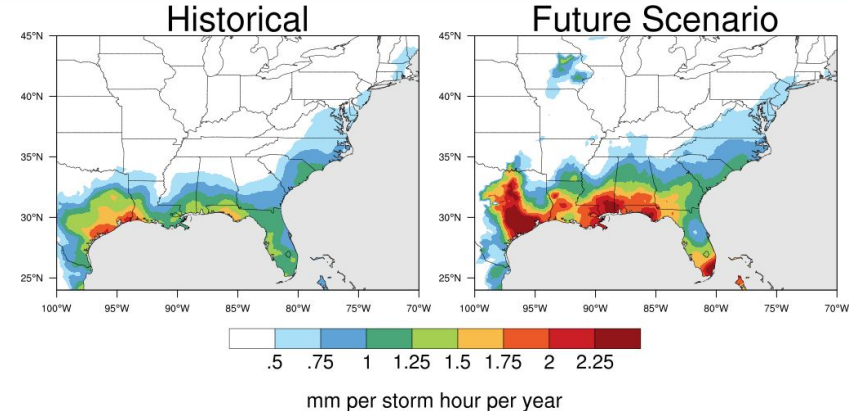 Historical
Future Scenario
45°N
40°N
35°N
30°N
25°N
100°W 95°W 90°W 85°W 80°W 75°W 70°W
45°N
40°N
35°N
30°N
25°N
100°W 95°W 90°W 85°W 80°W 75°W 70°W
.5 .75 1 1.25 1.5 1.75 2 2.25
mm per storm hour per year